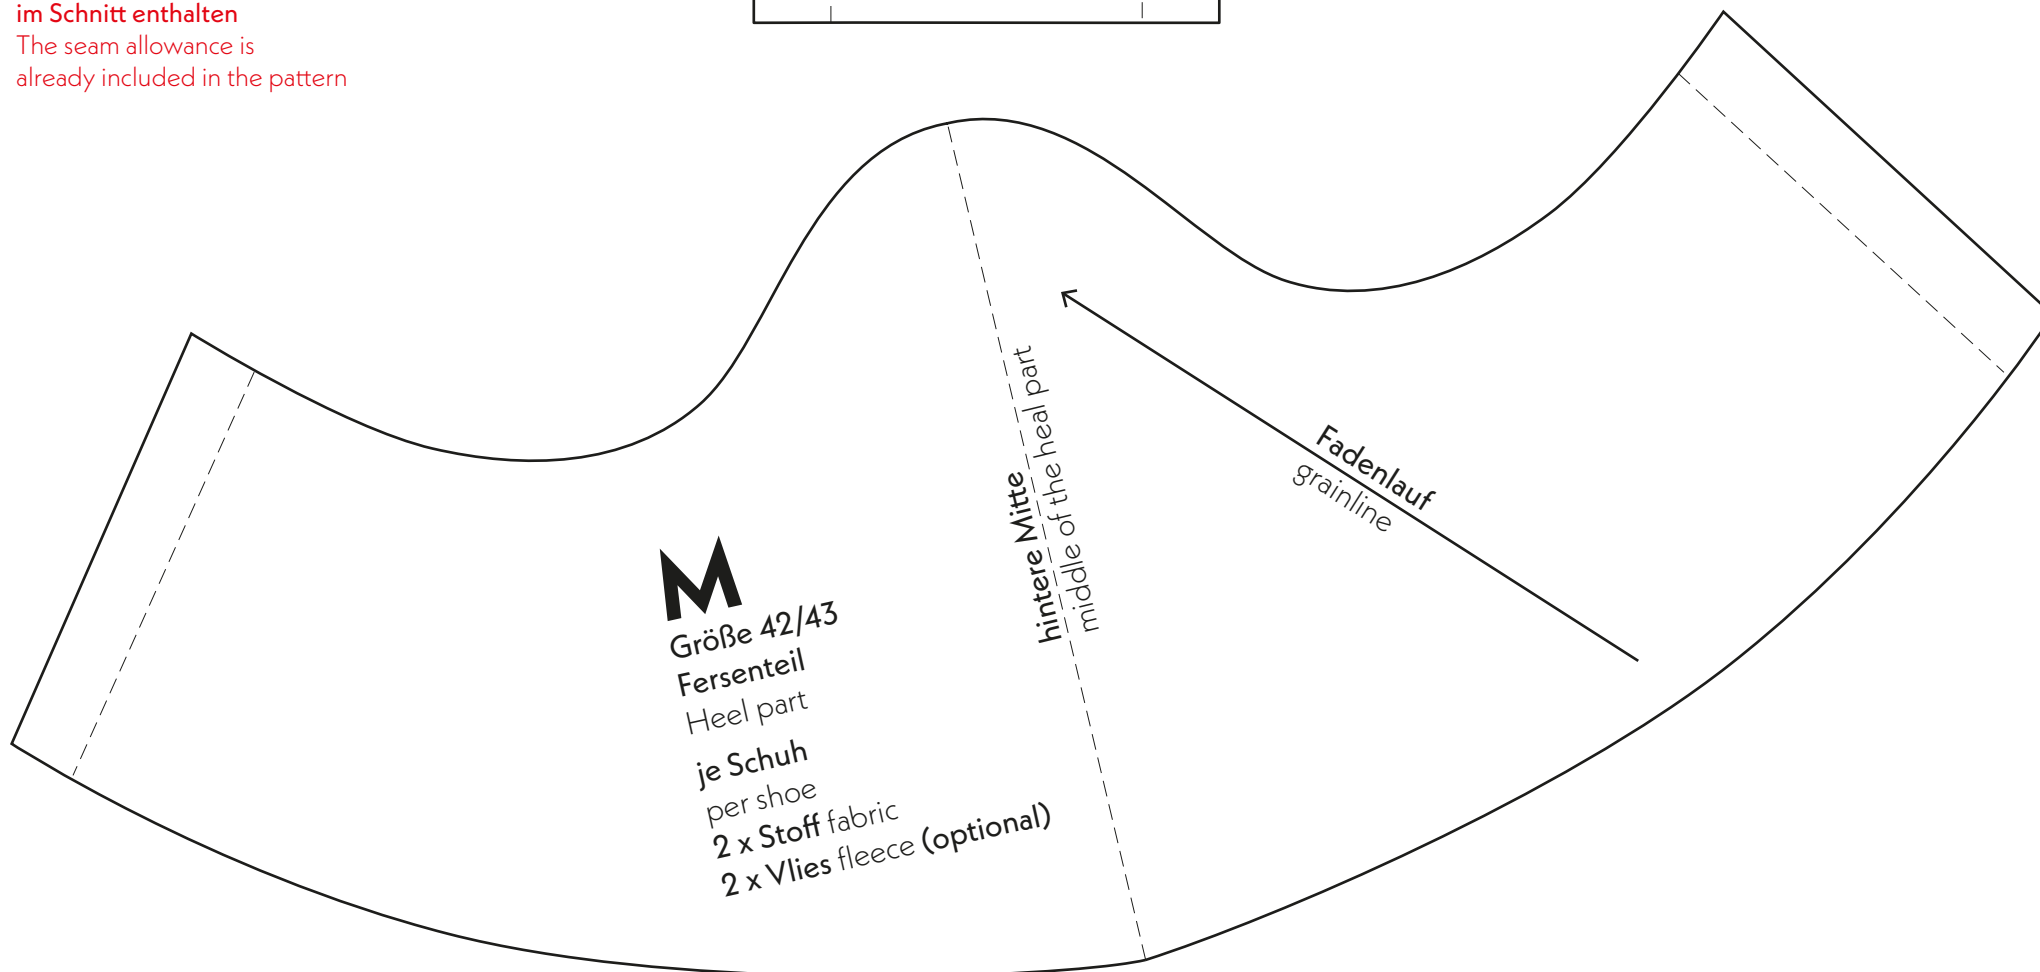 im Schnitt enthalten
The seam allowance is
already included in the pattern
hintere Mitte
middle of the heal part
Fadenlauf
grainline
M
Größe 42/43
Fersenteil
Heel part
je Schuh
per shoe
2 x Stoff fabric
2 x Vlies fleece (optional)